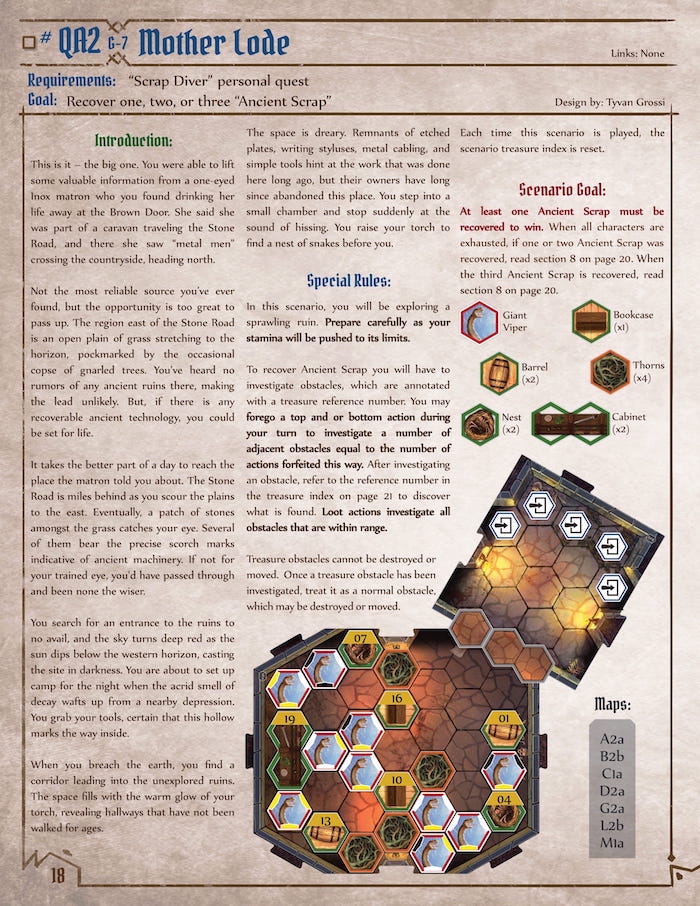 # QA2 G-7 Mother Lode
Links: None
Requirements: “Scrap Diver” personal quest
Goal: Recover one, two, or three “Ancient Scrap”
Design by: Tyvan Grossi
Introduction:
This is it – the big one. You were able to lift
some valuable information from a one-eyed
Inox matron who you found drinking her
life away at the Brown Door. She said she
was part of a caravan traveling the Stone
Road, and there she saw “metal men”
crossing the countryside, heading north.
Not the most reliable source you’ve ever
found, but the opportunity is too great to
pass up. The region east of the Stone Road
is an open plain of grass stretching to the
horizon, pockmarked by the occasional
copse of gnarled trees. You’ve heard no
rumors of any ancient ruins there, making
the lead unlikely. But, if there is any
recoverable ancient technology, you could
be set for life.
It takes the better part of a day to reach the
place the matron told you about. The Stone
Road is miles behind as you scour the plains
to the east. Eventually, a patch of stones
amongst the grass catches your eye. Several
of them bear the precise scorch marks
indicative of ancient machinery. If not for
your trained eye, you’d have passed through
and been none the wiser.
You search for an entrance to the ruins to
no avail, and the sky turns deep red as the
sun dips below the western horizon, casting
the site in darkness. You are about to set up
camp for the night when the acrid smell of
decay wafts up from a nearby depression.
You grab your tools, certain that this hollow
marks the way inside.
When you breach the earth, you find a
corridor leading into the unexplored ruins.
The space fills with the warm glow of your
torch, revealing hallways that have not been
walked for ages.
The space is dreary. Remnants of etched
plates, writing styluses, metal cabling, and
simple tools hint at the work that was done
here long ago, but their owners have long
since abandoned this place. You step into a
small chamber and stop suddenly at the
sound of hissing. You raise your torch to
find a nest of snakes before you.
Special Rules:
In this scenario, you will be exploring a
sprawling ruin. Prepare carefully as your
stamina will be pushed to its limits.
To recover Ancient Scrap you will have to
investigate obstacles, which are annotated
with a treasure reference number. You may
forego a top and or bottom action during
your turn to investigate a number of
adjacent obstacles equal to the number of
actions forfeited this way. After investigating
an obstacle, refer to the reference number in
the treasure index on page 21 to discover
what is found. Loot actions investigate all
obstacles that are within range.
Treasure obstacles cannot be destroyed or
moved. Once a treasure obstacle has been
investigated, treat it as a normal obstacle,
which may be destroyed or moved.
Each time this scenario is played, the
scenario treasure index is reset.
Scenario Goal:
At least one Ancient Scrap must be
recovered to win. When all characters are
exhausted, if one or two Ancient Scrap was
recovered, read section 8 on page 20. When
the third Ancient Scrap is recovered, read
section 8 on page 20.
Giant
Viper
Bookcase
(x1)
Barrel
(x2)
Thorns
(x4)
Nest
(x2)
Cabinet
(x2)
07
16
19
01
10
04
13
Maps:
A2a
B2b
C1a
D2a
G2a
L2b
M1a
18